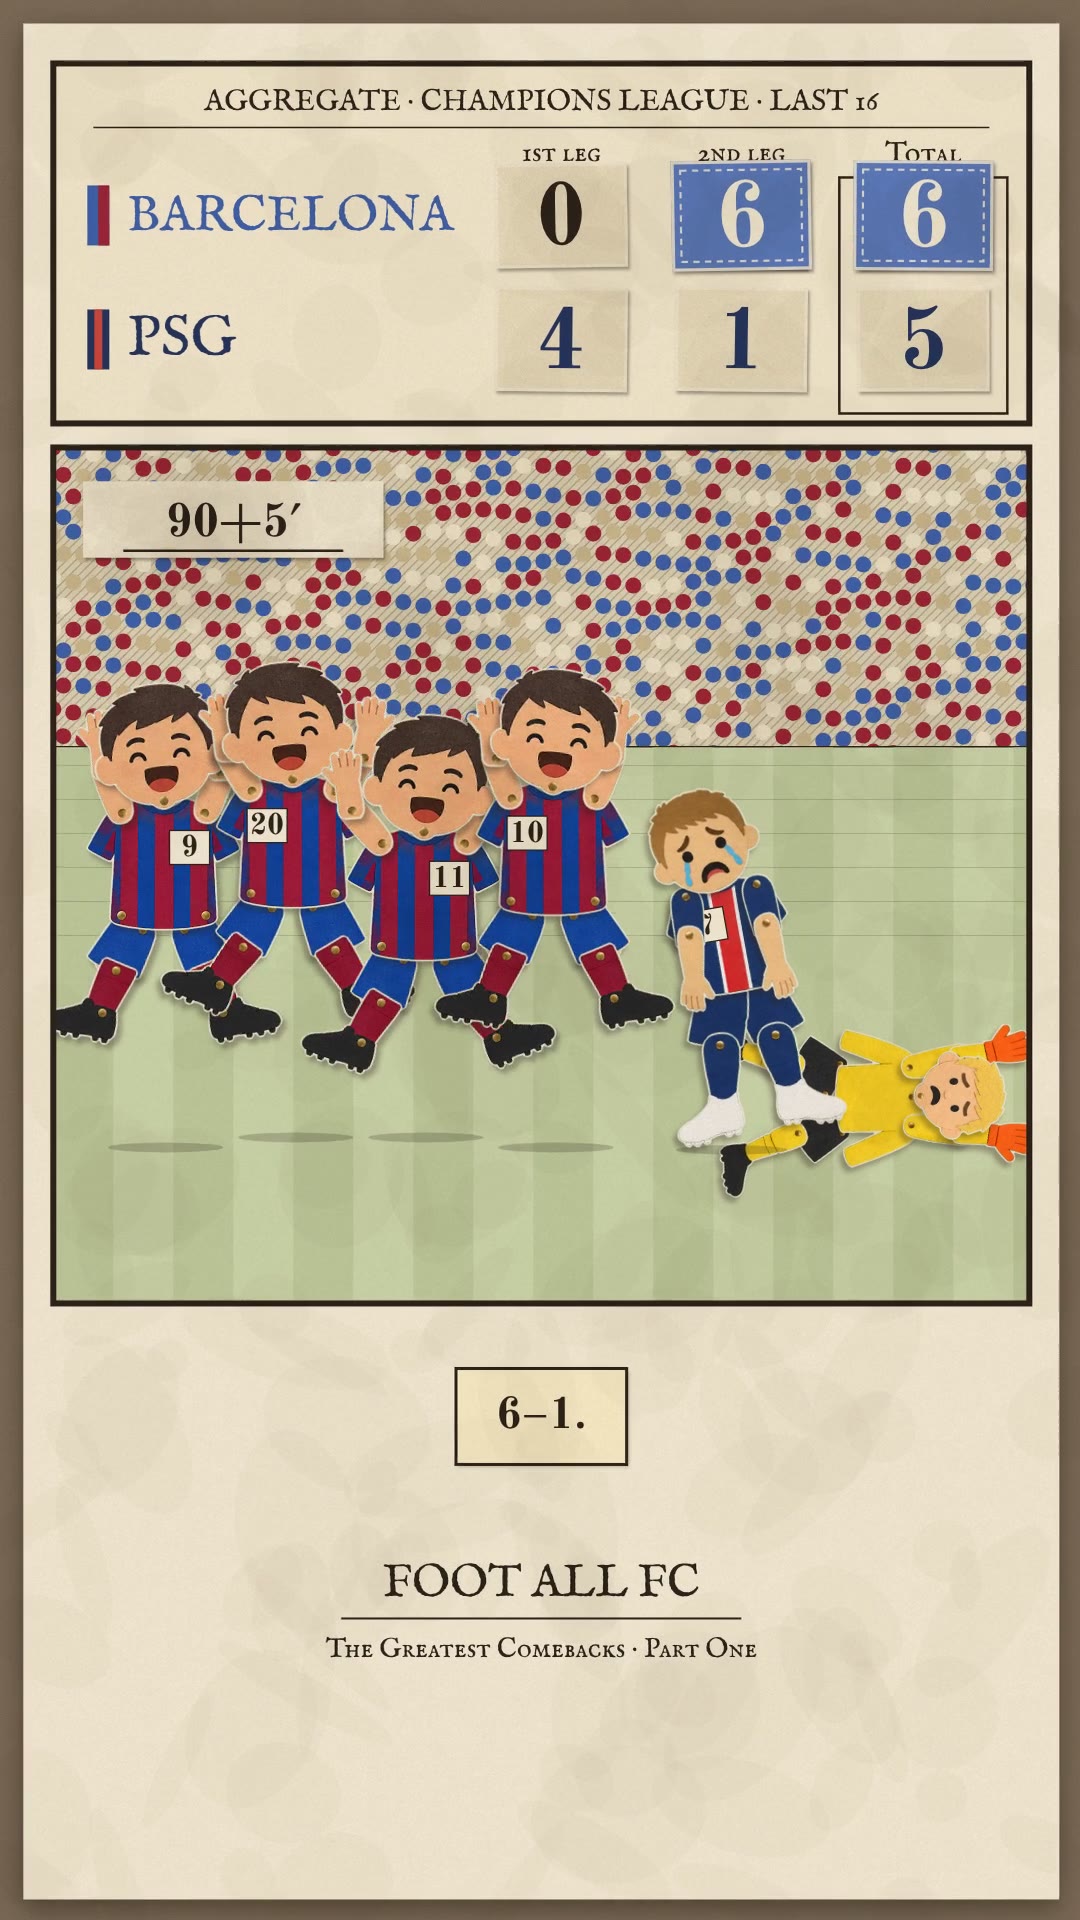 AGGREGATE · CHAMPIONS LEAGUE · LAST 16
1ST LEG 2ND LEG TOTAL
BARCELONA 0 6 6
PSG 4 1 5
90+5′
9
20
11
10
7
6–1.
FOOT ALL FC
THE GREATEST COMEBACKS · PART ONE